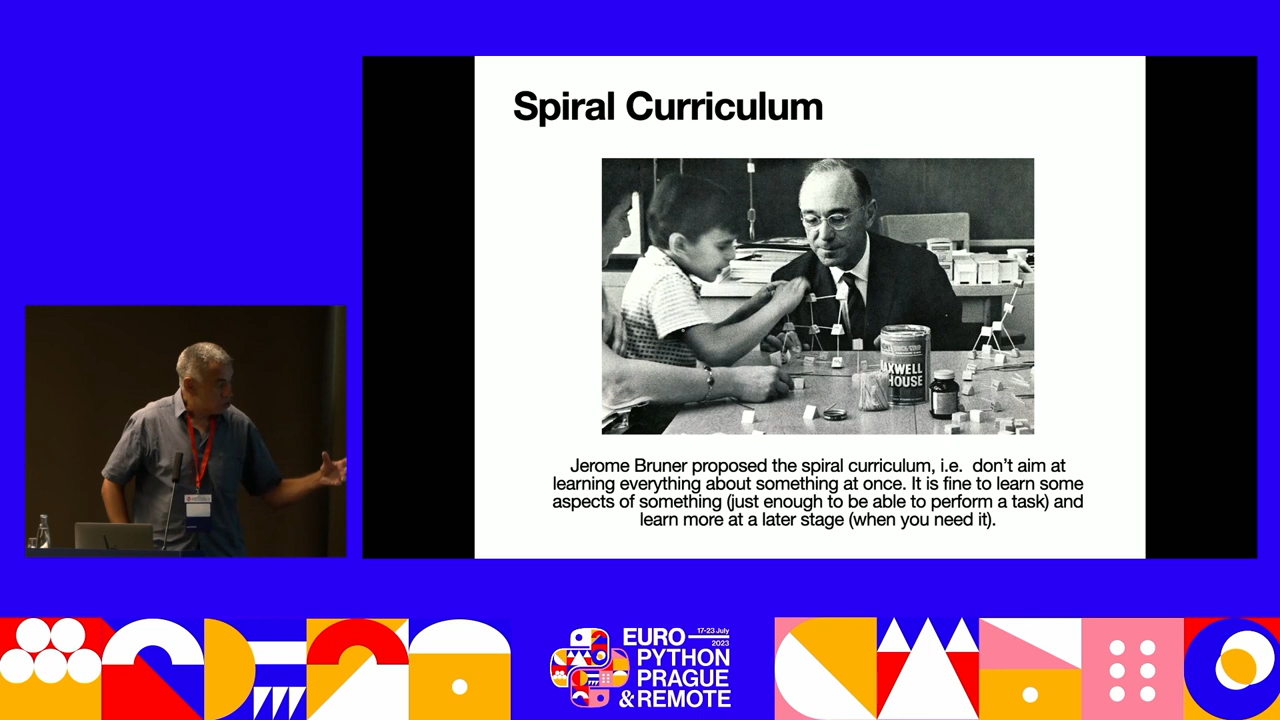 Spiral Curriculum
MAXWELL
HOUSE
Jerome Bruner proposed the spiral curriculum, i.e. don't aim at
learning everything about something at once. It is fine to learn some
aspects of something (just enough to be able to perform a task) and
learn more at a later stage (when you need it).
EURO
17-23 July
2023
PYTHON
PRAGUE
& REMOTE